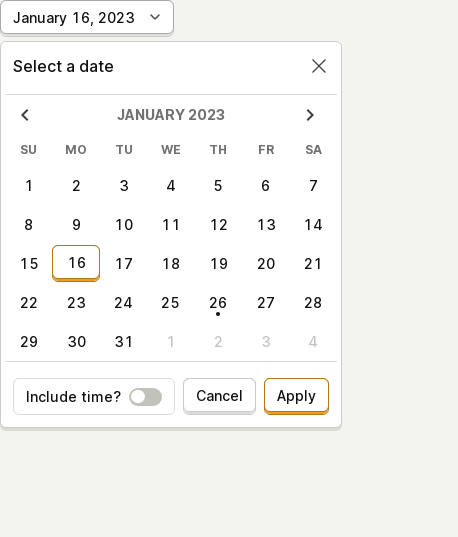 January 16, 2023
Select a date
JANUARY 2023
SU MO TU WE TH FR SA
1 2 3 4 5 6 7
8 9 10 11 12 13 14
15 16 17 18 19 20 21
22 23 24 25 26 27 28
29 30 31 1 2 3 4
Include time? Cancel Apply